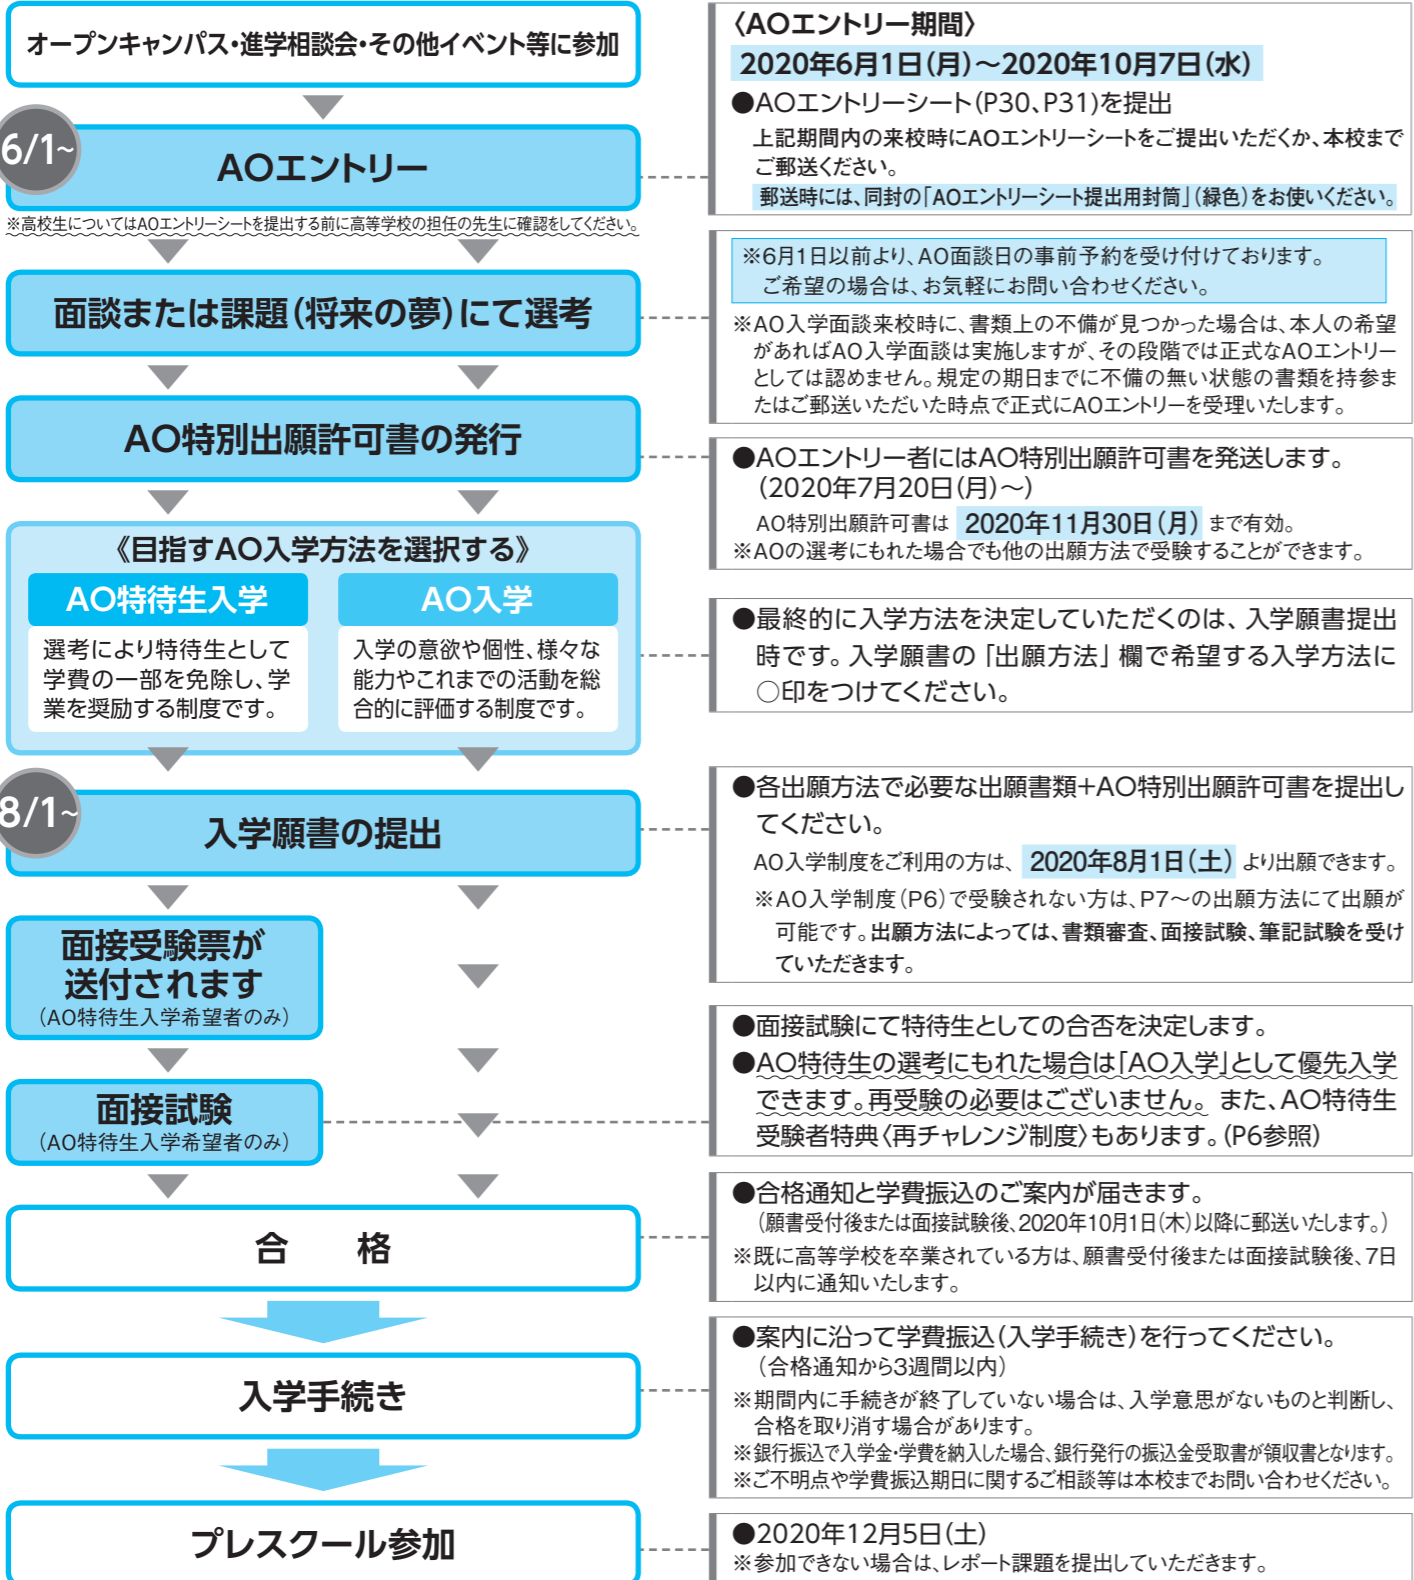 オープンキャンパス・進学相談会・その他イベント等に参加
6/1~
AOエントリー
※高校生についてはAOエントリーシートを提出する前に高等学校の担任の先生に確認をしてください。
面談または課題(将来の夢)にて選考
AO特別出願許可書の発行
《目指すAO入学方法を選択する》
AO特待生入学
選考により特待生として
学費の一部を免除し、学
業を奨励する制度です。
AO入学
入学の意欲や個性、様々な
能力やこれまでの活動を総
合的に評価する制度です。
8/1~
入学願書の提出
面接受験票が
送付されます
(AO特待生入学希望者のみ)
面接試験
(AO特待生入学希望者のみ)
合 格
入学手続き
プレスクール参加
〈AOエントリー期間〉
2020年6月1日(月)〜2020年10月7日(水)
●AOエントリーシート(P30、P31)を提出
上記期間内の来校時にAOエントリーシートをご提出いただくか、本校まで
ご郵送ください。
郵送時には、同封の「AOエントリーシート提出用封筒」(緑色)をお使いください。
※6月1日以前より、AO面談日の事前予約を受け付けております。
ご希望の場合は、お気軽にお問い合わせください。
※AO入学面談来校時に、書類上の不備が見つかった場合は、本人の希望
があればAO入学面談は実施しますが、その段階では正式なAOエントリー
としては認めません。規定の期日までに不備の無い状態の書類を持参ま
たはご郵送いただいた時点で正式にAOエントリーを受理いたします。
●AOエントリー者にはAO特別出願許可書を発送します。
(2020年7月20日(月)〜)
AO特別出願許可書は 2020年11月30日(月) まで有効。
※AOの選考にもれた場合でも他の出願方法で受験することができます。
●最終的に入学方法を決定していただくのは、入学願書提出
時です。入学願書の「出願方法」欄で希望する入学方法に
○印をつけてください。
●各出願方法で必要な出願書類+AO特別出願許可書を提出し
てください。
AO入学制度をご利用の方は、 2020年8月1日(土) より出願できます。
※AO入学制度(P6)で受験されない方は、P7〜の出願方法にて出願が
可能です。出願方法によっては、書類審査、面接試験、筆記試験を受け
ていただきます。
●面接試験にて特待生としての合否を決定します。
●AO特待生の選考にもれた場合は「AO入学」として優先入学
できます。再受験の必要はございません。また、AO特待生
受験者特典〈再チャレンジ制度〉もあります。(P6参照)
●合格通知と学費振込のご案内が届きます。
(願書受付後または面接試験後、2020年10月1日(木)以降に郵送いたします。)
※既に高等学校を卒業されている方は、願書受付後または面接試験後、7日
以内に通知いたします。
●案内に沿って学費振込(入学手続き)を行ってください。
(合格通知から3週間以内)
※期間内に手続きが終了していない場合は、入学意思がないものと判断し、
合格を取り消す場合があります。
※銀行振込で入学金・学費を納入した場合、銀行発行の振込金受取書が領収書となります。
※ご不明点や学費振込期日に関するご相談等は本校までお問い合わせください。
●2020年12月5日(土)
※参加できない場合は、レポート課題を提出していただきます。